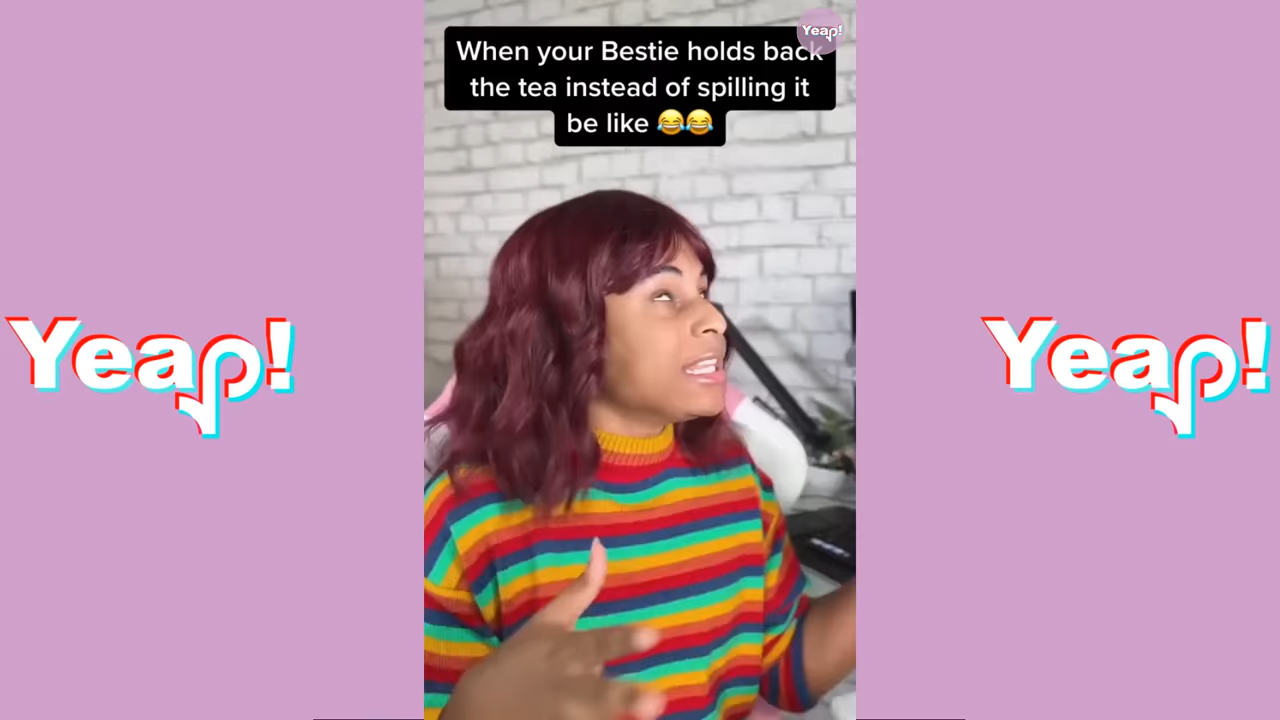 Yeap!
When your Bestie holds back
the tea instead of spilling it
be like 😂😂
Yeap!
Yeap!